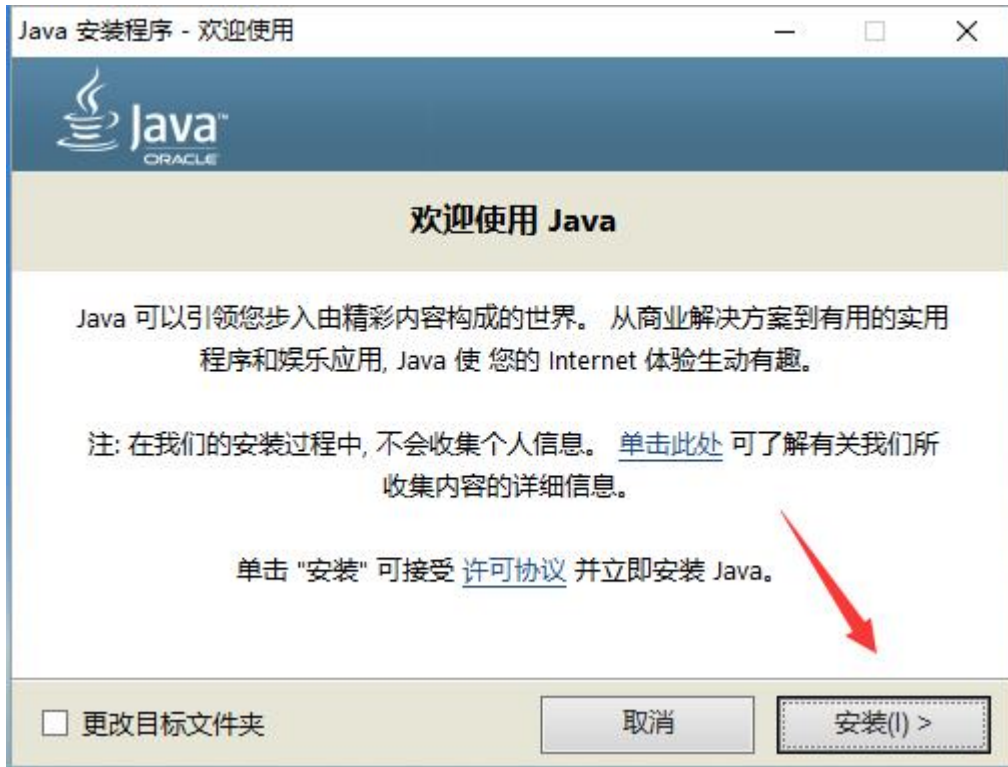 Java 安装程序 - 欢迎使用
Java™
ORACLE
欢迎使用 Java
Java 可以引领您步入由精彩内容构成的世界。 从商业解决方案到有用的实用
程序和娱乐应用, Java 使 您的 Internet 体验生动有趣。
注: 在我们的安装过程中, 不会收集个人信息。 单击此处 可了解有关我们所
收集内容的详细信息。
单击 "安装" 可接受 许可协议 并立即安装 Java。
更改目标文件夹
取消
安装(I) >